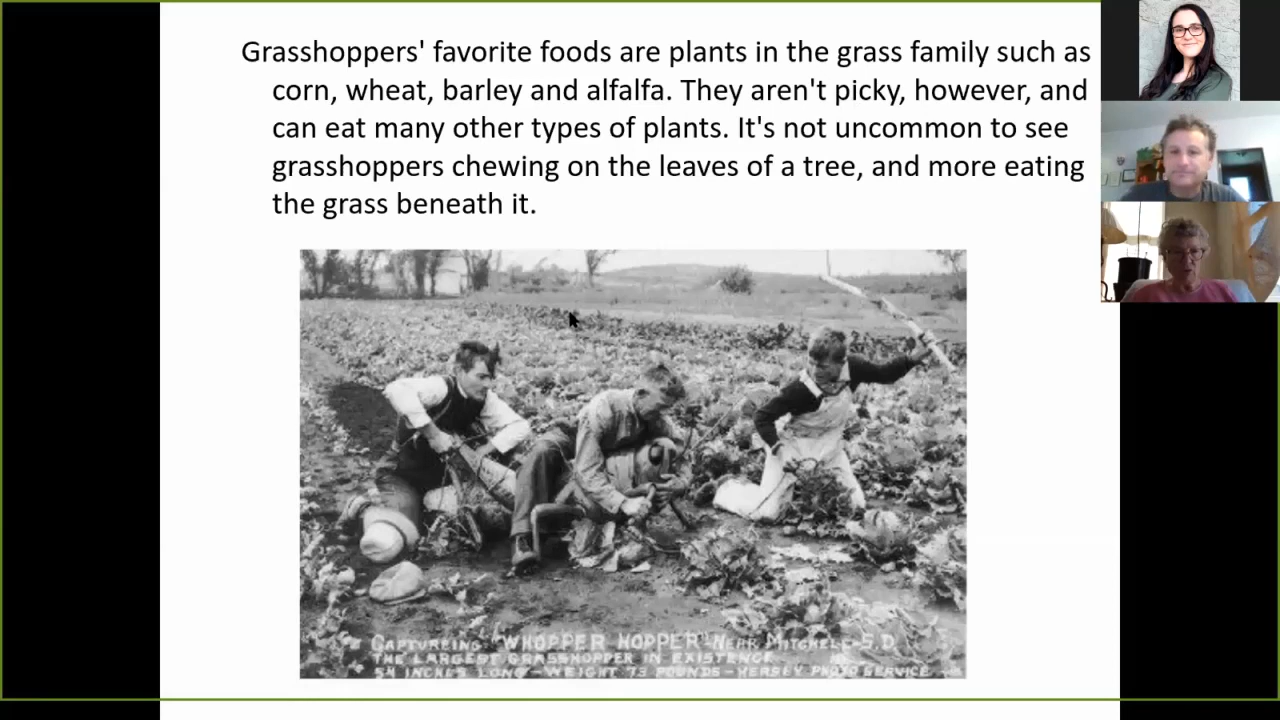 Grasshoppers' favorite foods are plants in the grass family such as
corn, wheat, barley and alfalfa. They aren't picky, however, and
can eat many other types of plants. It's not uncommon to see
grasshoppers chewing on the leaves of a tree, and more eating
the grass beneath it.
CAPTUREING "WHOPPER HOPPER" NEAR MITCHELL-S.D.
THE LARGEST GRASSHOPPER IN EXISTENCE
INCHES LONG-WEIGHT 73 POUNDS- PHOTO SERVICE